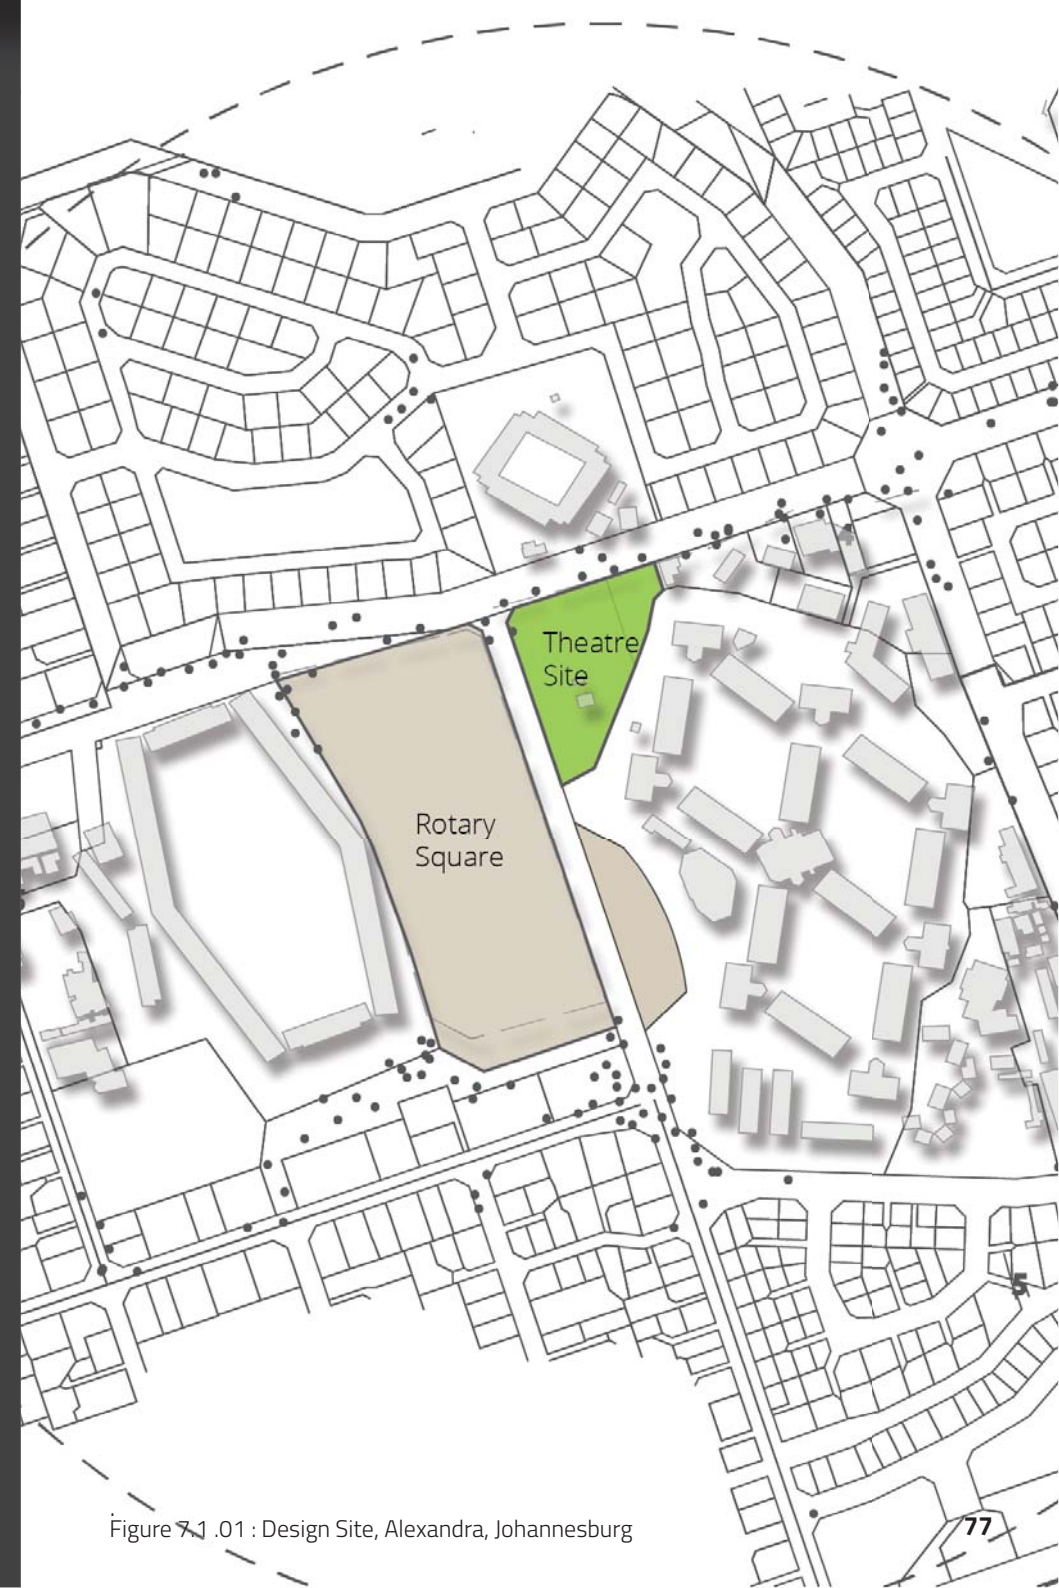 Theatre
Site
Rotary
Square
5
Figure 7.1 .01 : Design Site, Alexandra, Johannesburg
77